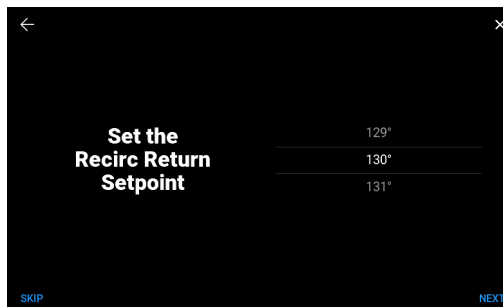 Set the
Recirc Return
Setpoint
129°
130°
131°
SKIP
NEXT